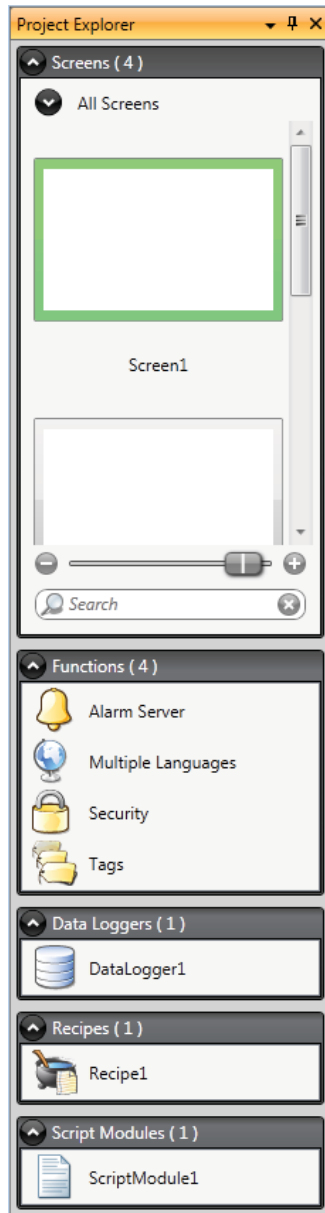 Project Explorer
Screens ( 4 )
All Screens
Screen1
Search
Functions ( 4 )
Alarm Server
Multiple Languages
Security
Tags
Data Loggers ( 1 )
DataLogger1
Recipes ( 1 )
Recipe1
Script Modules ( 1 )
ScriptModule1